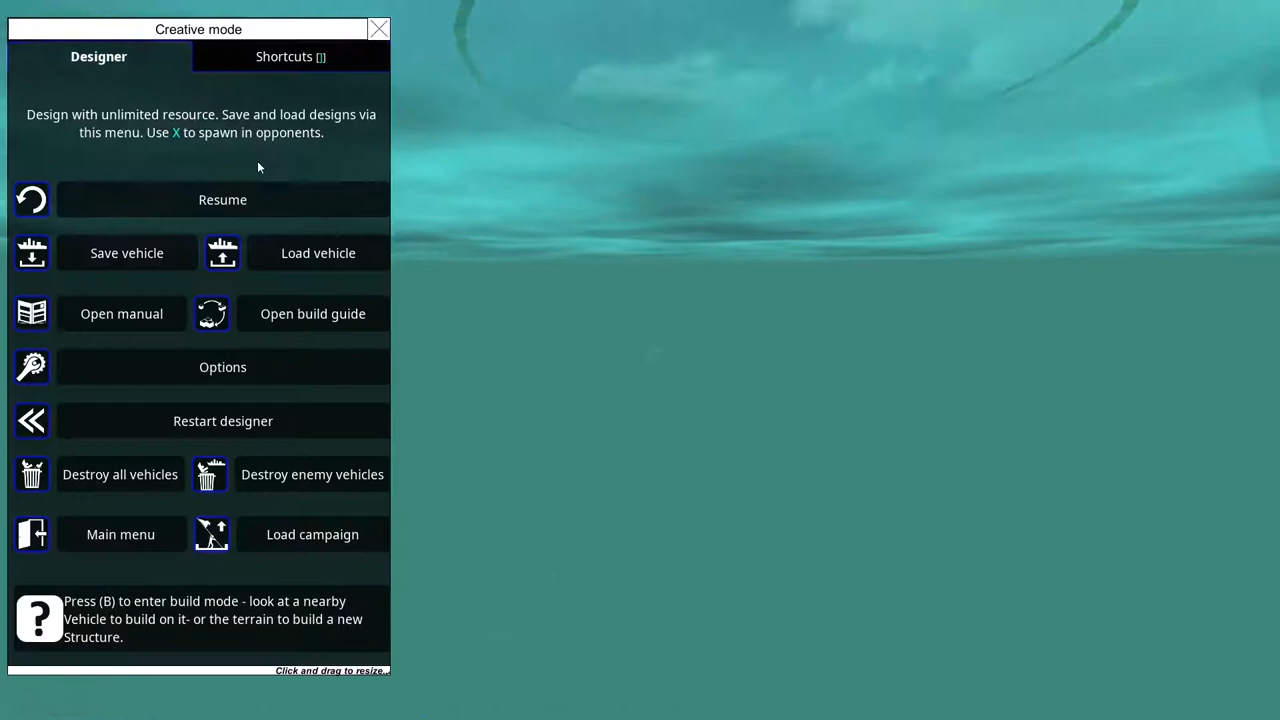 Creative mode
Designer
Shortcuts []]
Design with unlimited resource. Save and load designs via
this menu. Use X to spawn in opponents.
Resume
Save vehicle
Load vehicle
Open manual
Open build guide
Options
Restart designer
Destroy all vehicles
Destroy enemy vehicles
Main menu
Load campaign
?
Press (B) to enter build mode - look at a nearby
Vehicle to build on it- or the terrain to build a new
Structure.
Click and drag to resize..